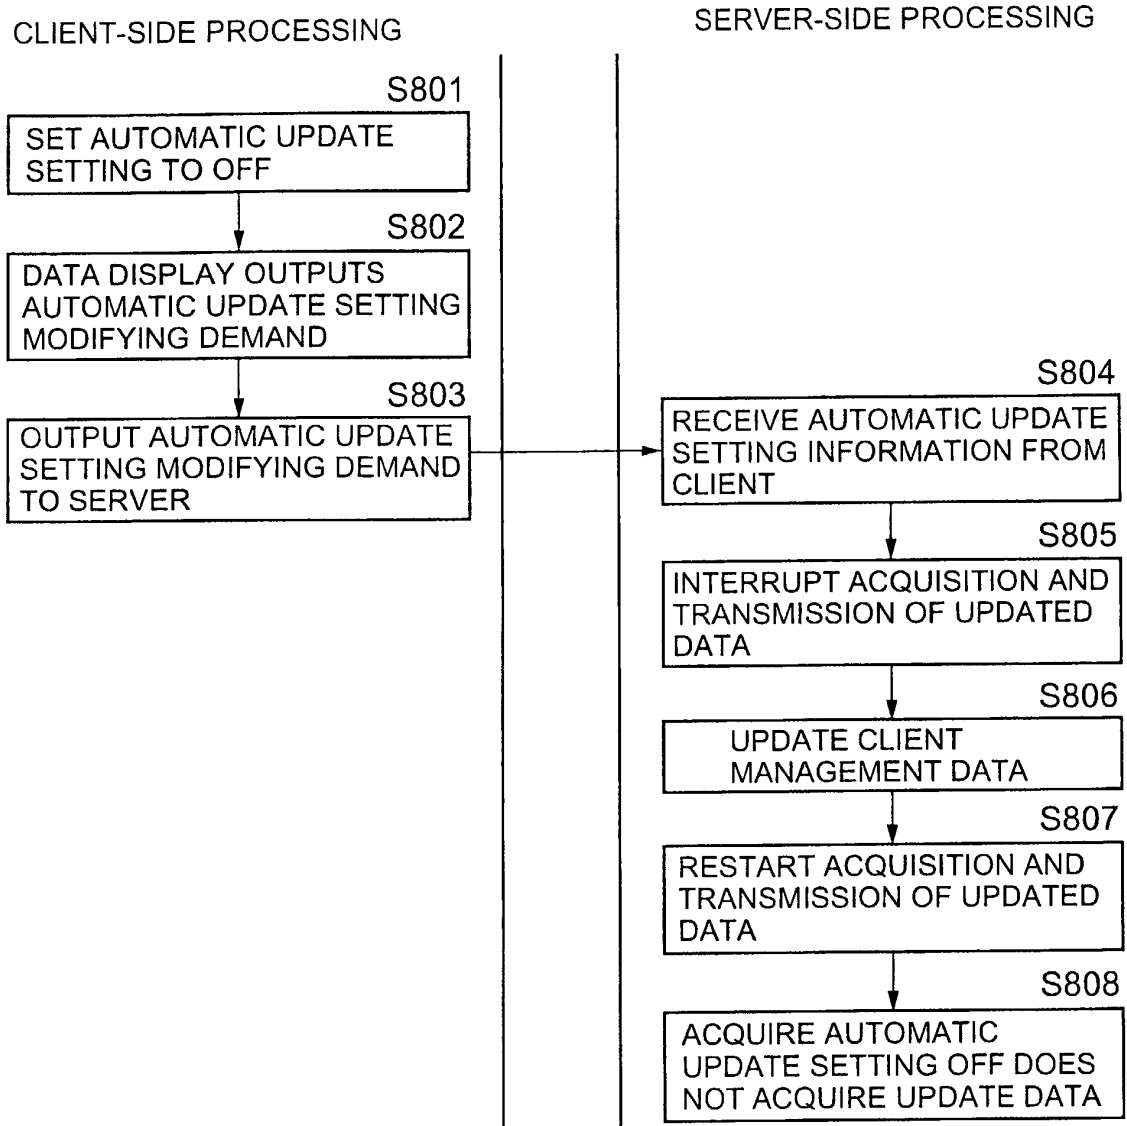 CLIENT-SIDE PROCESSING
SERVER-SIDE PROCESSING
S801
SET AUTOMATIC UPDATE
SETTING TO OFF
S802
DATA DISPLAY OUTPUTS
AUTOMATIC UPDATE SETTING
MODIFYING DEMAND
S803
OUTPUT AUTOMATIC UPDATE
SETTING MODIFYING DEMAND
TO SERVER
S804
RECEIVE AUTOMATIC UPDATE
SETTING INFORMATION FROM
CLIENT
S805
INTERRUPT ACQUISITION AND
TRANSMISSION OF UPDATED
DATA
S806
UPDATE CLIENT
MANAGEMENT DATA
S807
RESTART ACQUISITION AND
TRANSMISSION OF UPDATED
DATA
S808
ACQUIRE AUTOMATIC
UPDATE SETTING OFF DOES
NOT ACQUIRE UPDATE DATA